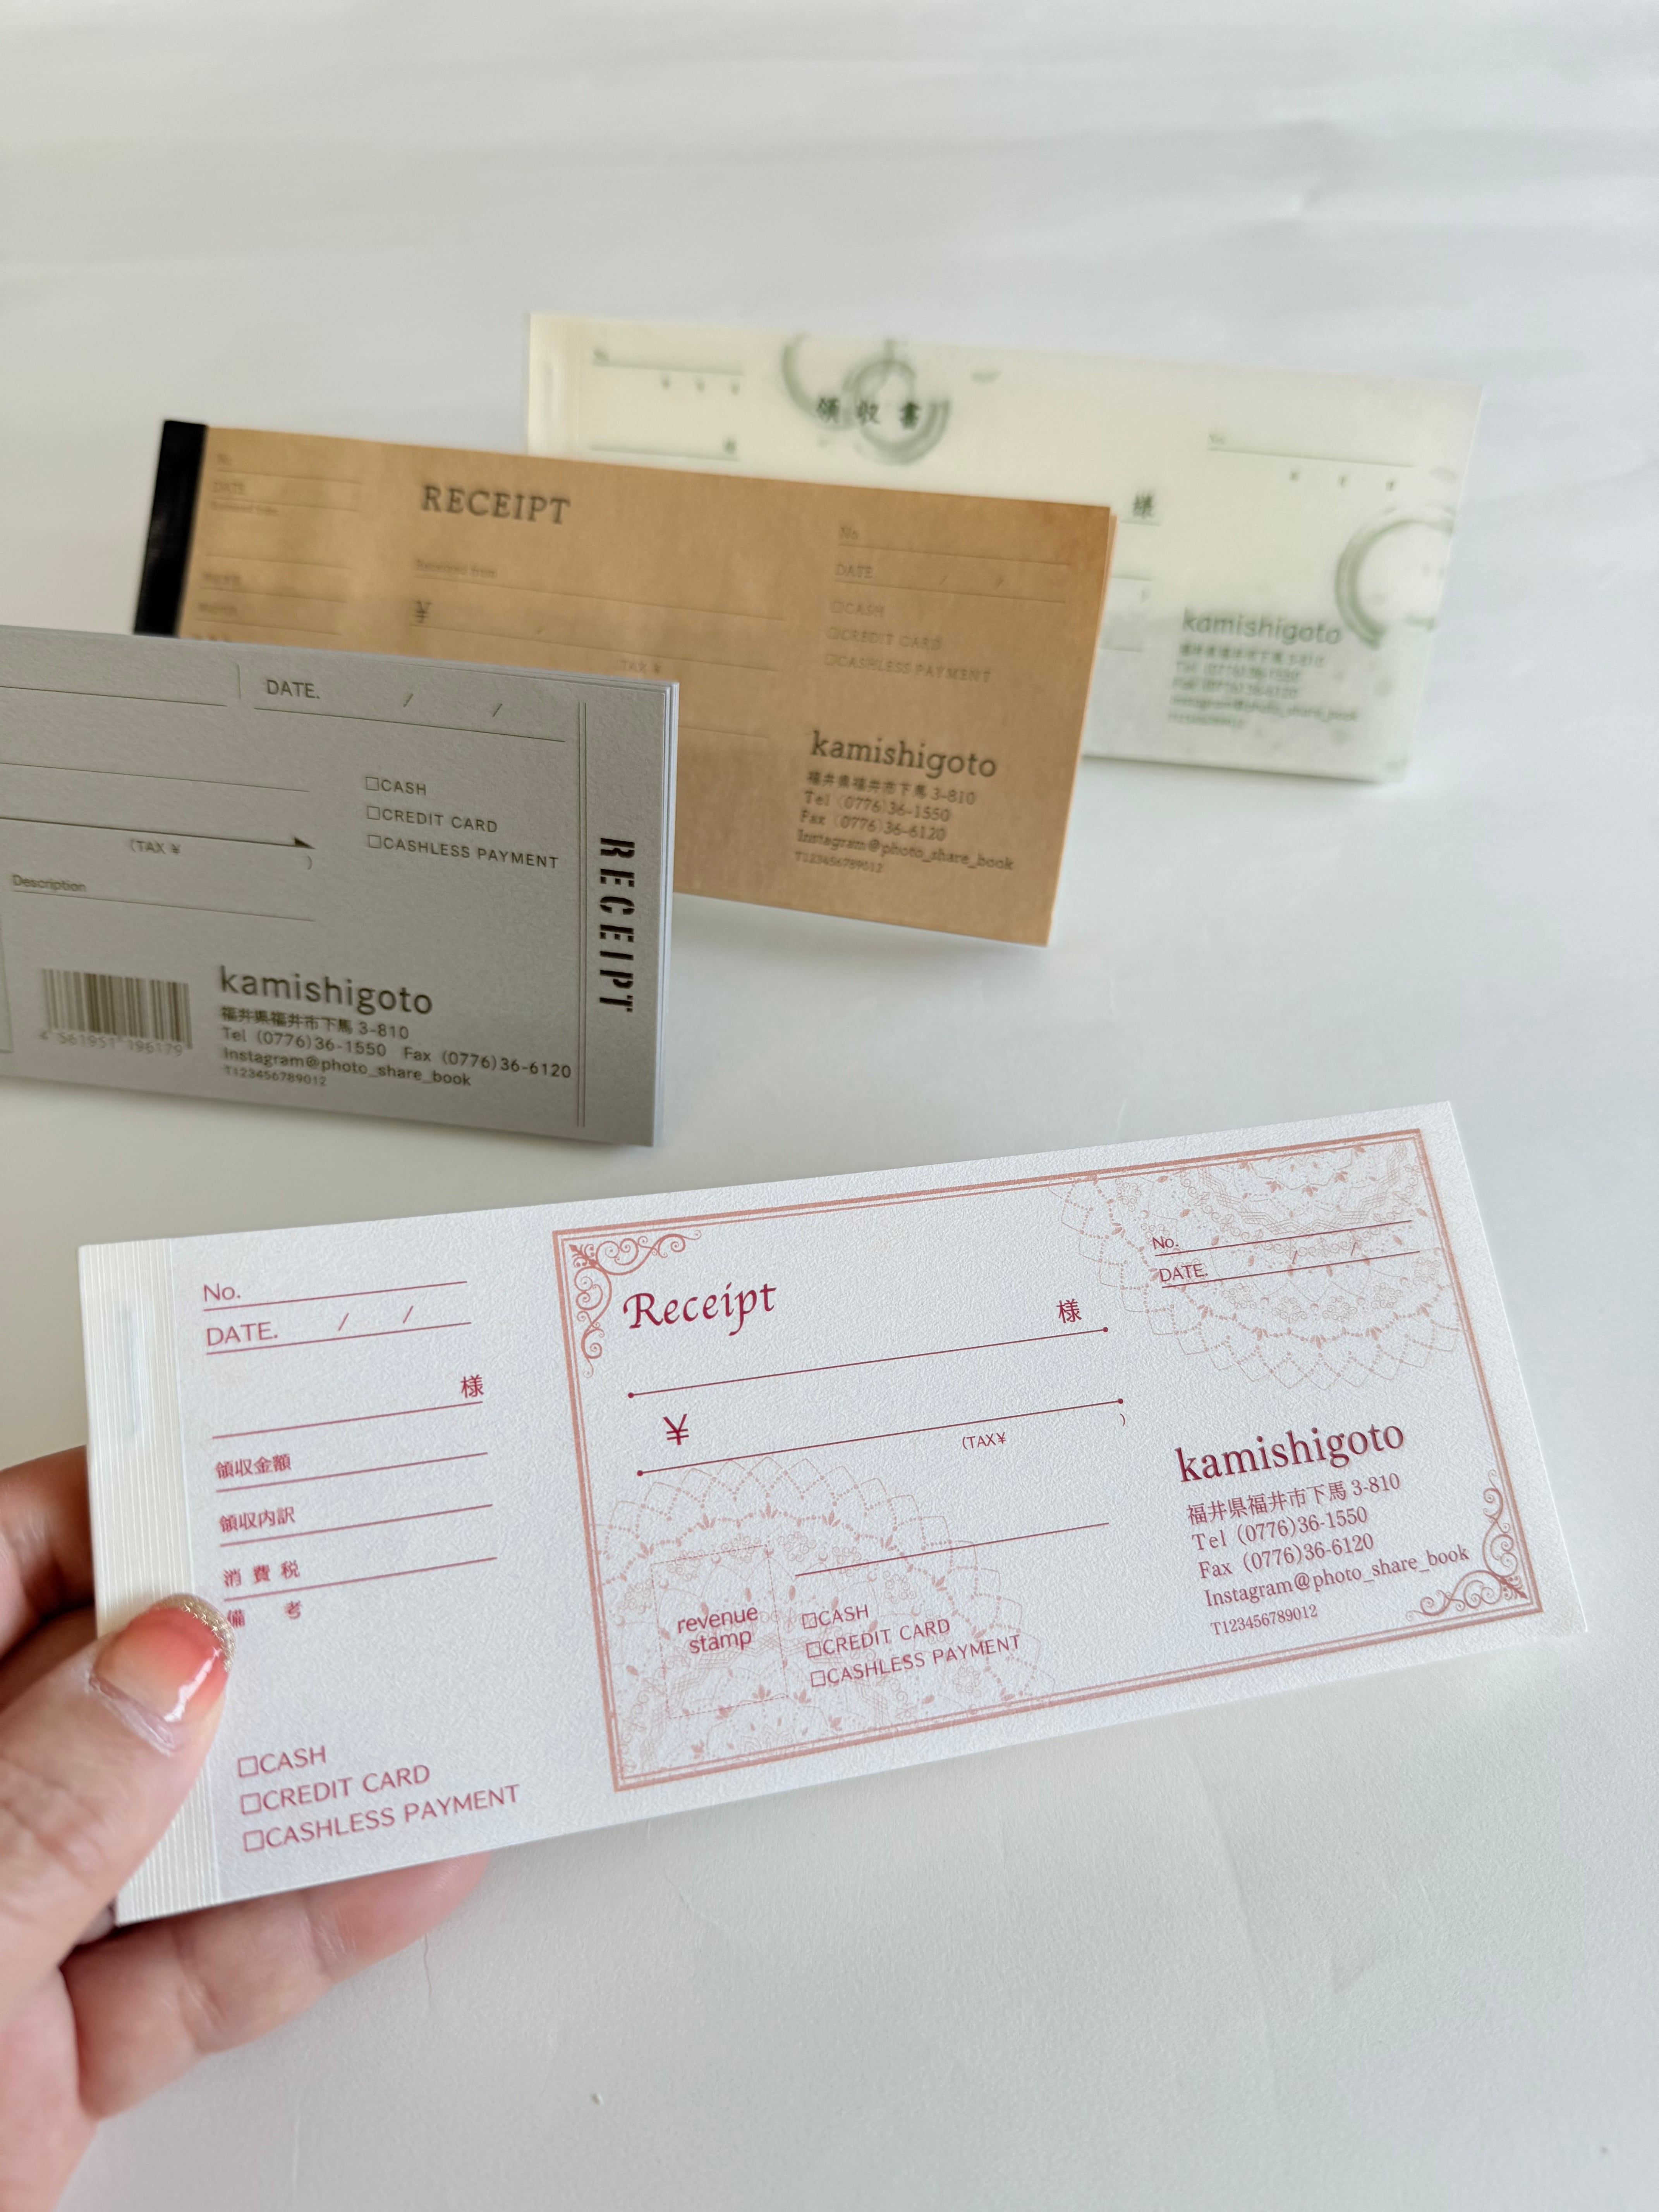 領収書
様
kamishigoto
No.
DATE
RECEIPT
Received from
¥
TAX ¥
No.
DATE. / /
□CASH
□CREDIT CARD
□CASHLESS PAYMENT
kamishigoto
福井県福井市下馬 3-810
Tel (0776)36-1550
Fax (0776)36-6120
Instagram@photo_share_book
T123456789012
DATE. / /
□CASH
□CREDIT CARD
□CASHLESS PAYMENT
(TAX ¥ )
Description
RECEIPT
4 561951 196179
kamishigoto
福井県福井市下馬 3-810
Tel (0776)36-1550 Fax (0776)36-6120
Instagram@photo_share_book
T123456789012
No.
DATE. / /
様
領収金額
領収内訳
消費税
備考
□CASH
□CREDIT CARD
□CASHLESS PAYMENT
Receipt
様
¥
(TAX¥ )
revenue
stamp
□CASH
□CREDIT CARD
□CASHLESS PAYMENT
No.
DATE. / /
kamishigoto
福井県福井市下馬 3-810
Tel (0776)36-1550
Fax (0776)36-6120
Instagram@photo_share_book
T123456789012